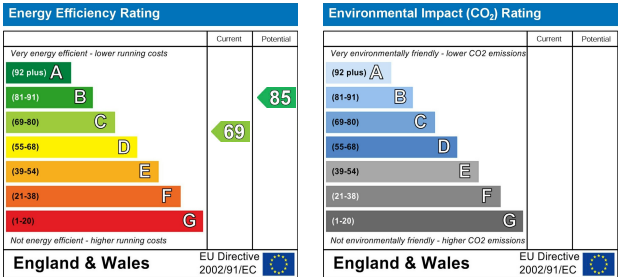 Energy Efficiency Rating
Current Potential
Very energy efficient - lower running costs
(92 plus) A
(81-91) B
85
(69-80) C
69
(55-68) D
(39-54) E
(21-38) F
(1-20) G
Not energy efficient - higher running costs
England & Wales
EU Directive
2002/91/EC
Environmental Impact (CO2) Rating
Current Potential
Very environmentally friendly - lower CO2 emissions
(92 plus) A
(81-91) B
(69-80) C
(55-68) D
(39-54) E
(21-38) F
(1-20) G
Not environmentally friendly - higher CO2 emissions
England & Wales
EU Directive
2002/91/EC